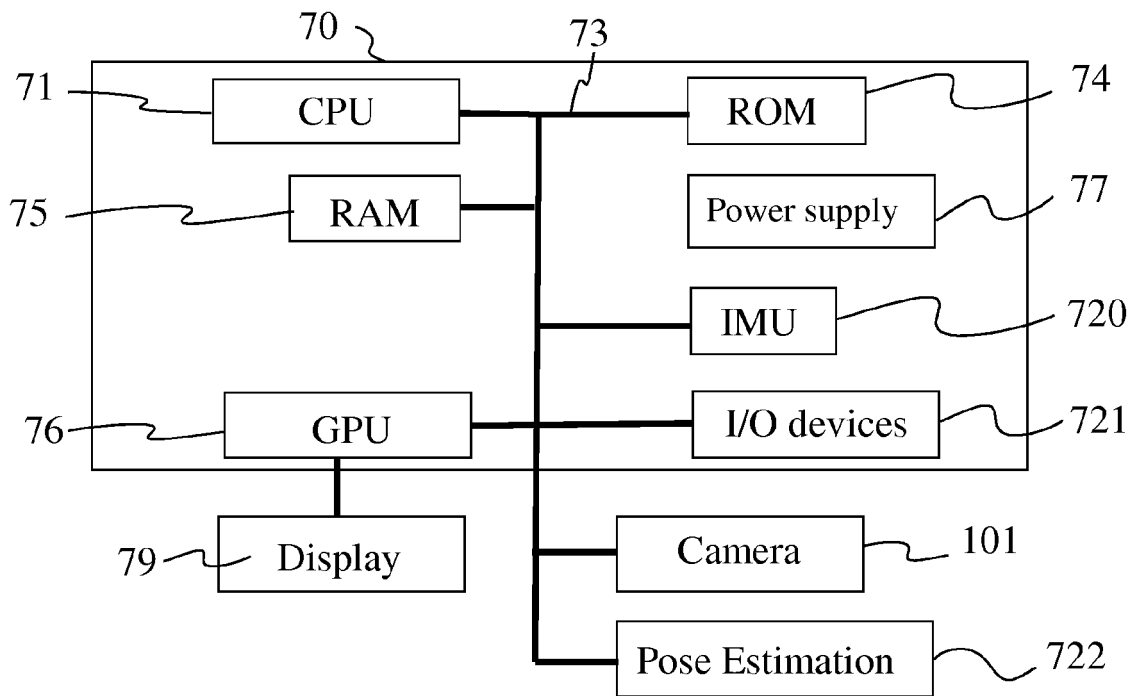 70
73
71
CPU
ROM
74
75
RAM
Power supply
77
IMU
720
76
GPU
I/O devices
721
79
Display
Camera
101
Pose Estimation
722